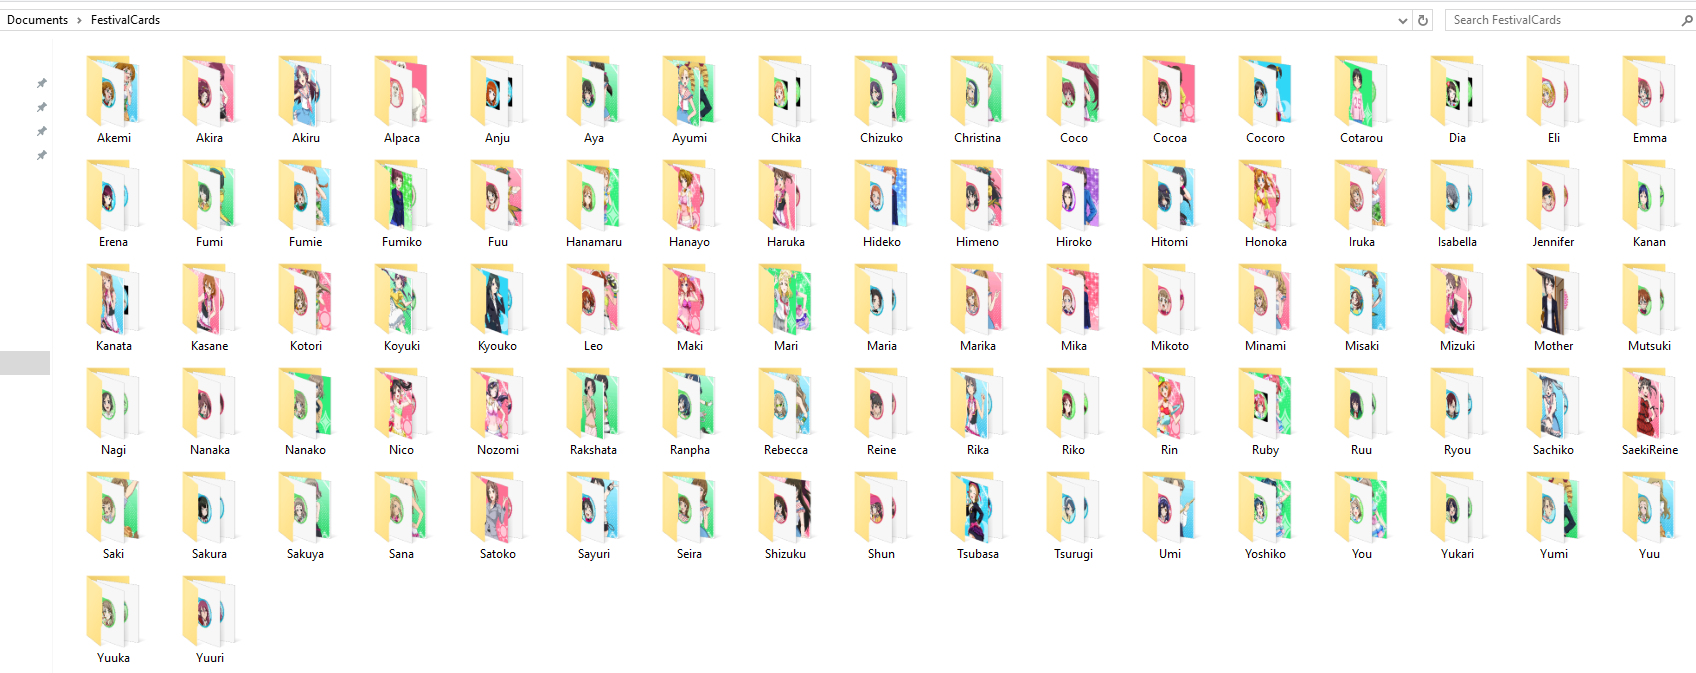 Documents > FestivalCards
Search FestivalCards
Akemi Akira Akiru Alpaca Anju Aya Ayumi Chika Chizuko Christina Coco Cocoa Cocoro Cotarou Dia Eli Emma
Erena Fumi Fumie Fumiko Fuu Hanamaru Hanayo Haruka Hideko Himeno Hiroko Hitomi Honoka Iruka Isabella Jennifer Kanan
Kanata Kasane Kotori Koyuki Kyouko Leo Maki Mari Maria Marika Mika Mikoto Minami Misaki Mizuki Mother Mutsuki
Nagi Nanaka Nanako Nico Nozomi Rakshata Ranpha Rebecca Reine Rika Riko Rin Ruby Ruu Ryou Sachiko SaekiReine
Saki Sakura Sakuya Sana Satoko Sayuri Seira Shizuku Shun Tsubasa Tsurugi Umi Yoshiko You Yukari Yumi Yuu
Yuuka Yuuri